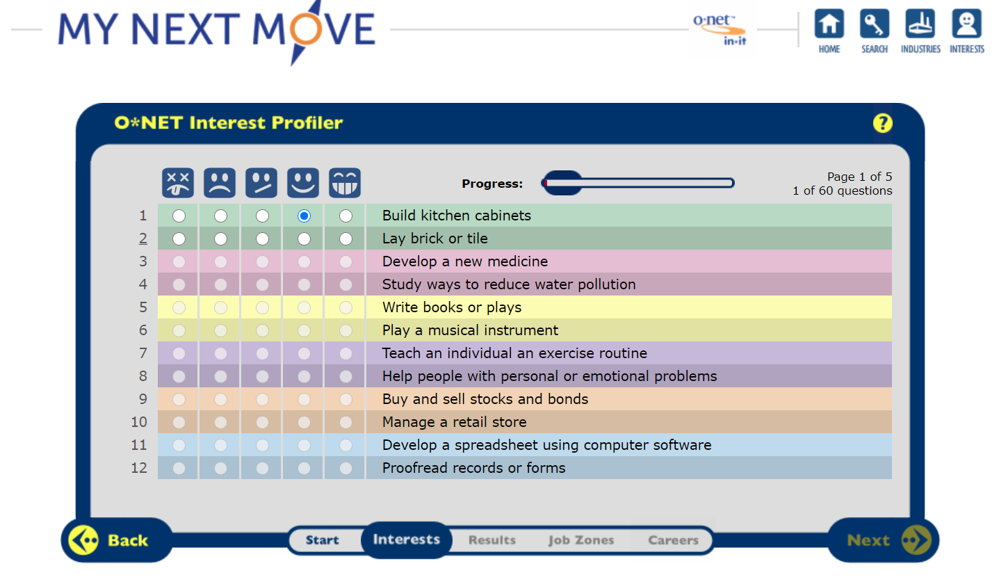 MY NEXT MOVE
o·net™
in·it
HOME
SEARCH
INDUSTRIES
INTERESTS
O*NET Interest Profiler
?
Progress:
Page 1 of 5
1 of 60 questions
1 Build kitchen cabinets
2 Lay brick or tile
3 Develop a new medicine
4 Study ways to reduce water pollution
5 Write books or plays
6 Play a musical instrument
7 Teach an individual an exercise routine
8 Help people with personal or emotional problems
9 Buy and sell stocks and bonds
10 Manage a retail store
11 Develop a spreadsheet using computer software
12 Proofread records or forms
Back
Start
Interests
Results
Job Zones
Careers
Next